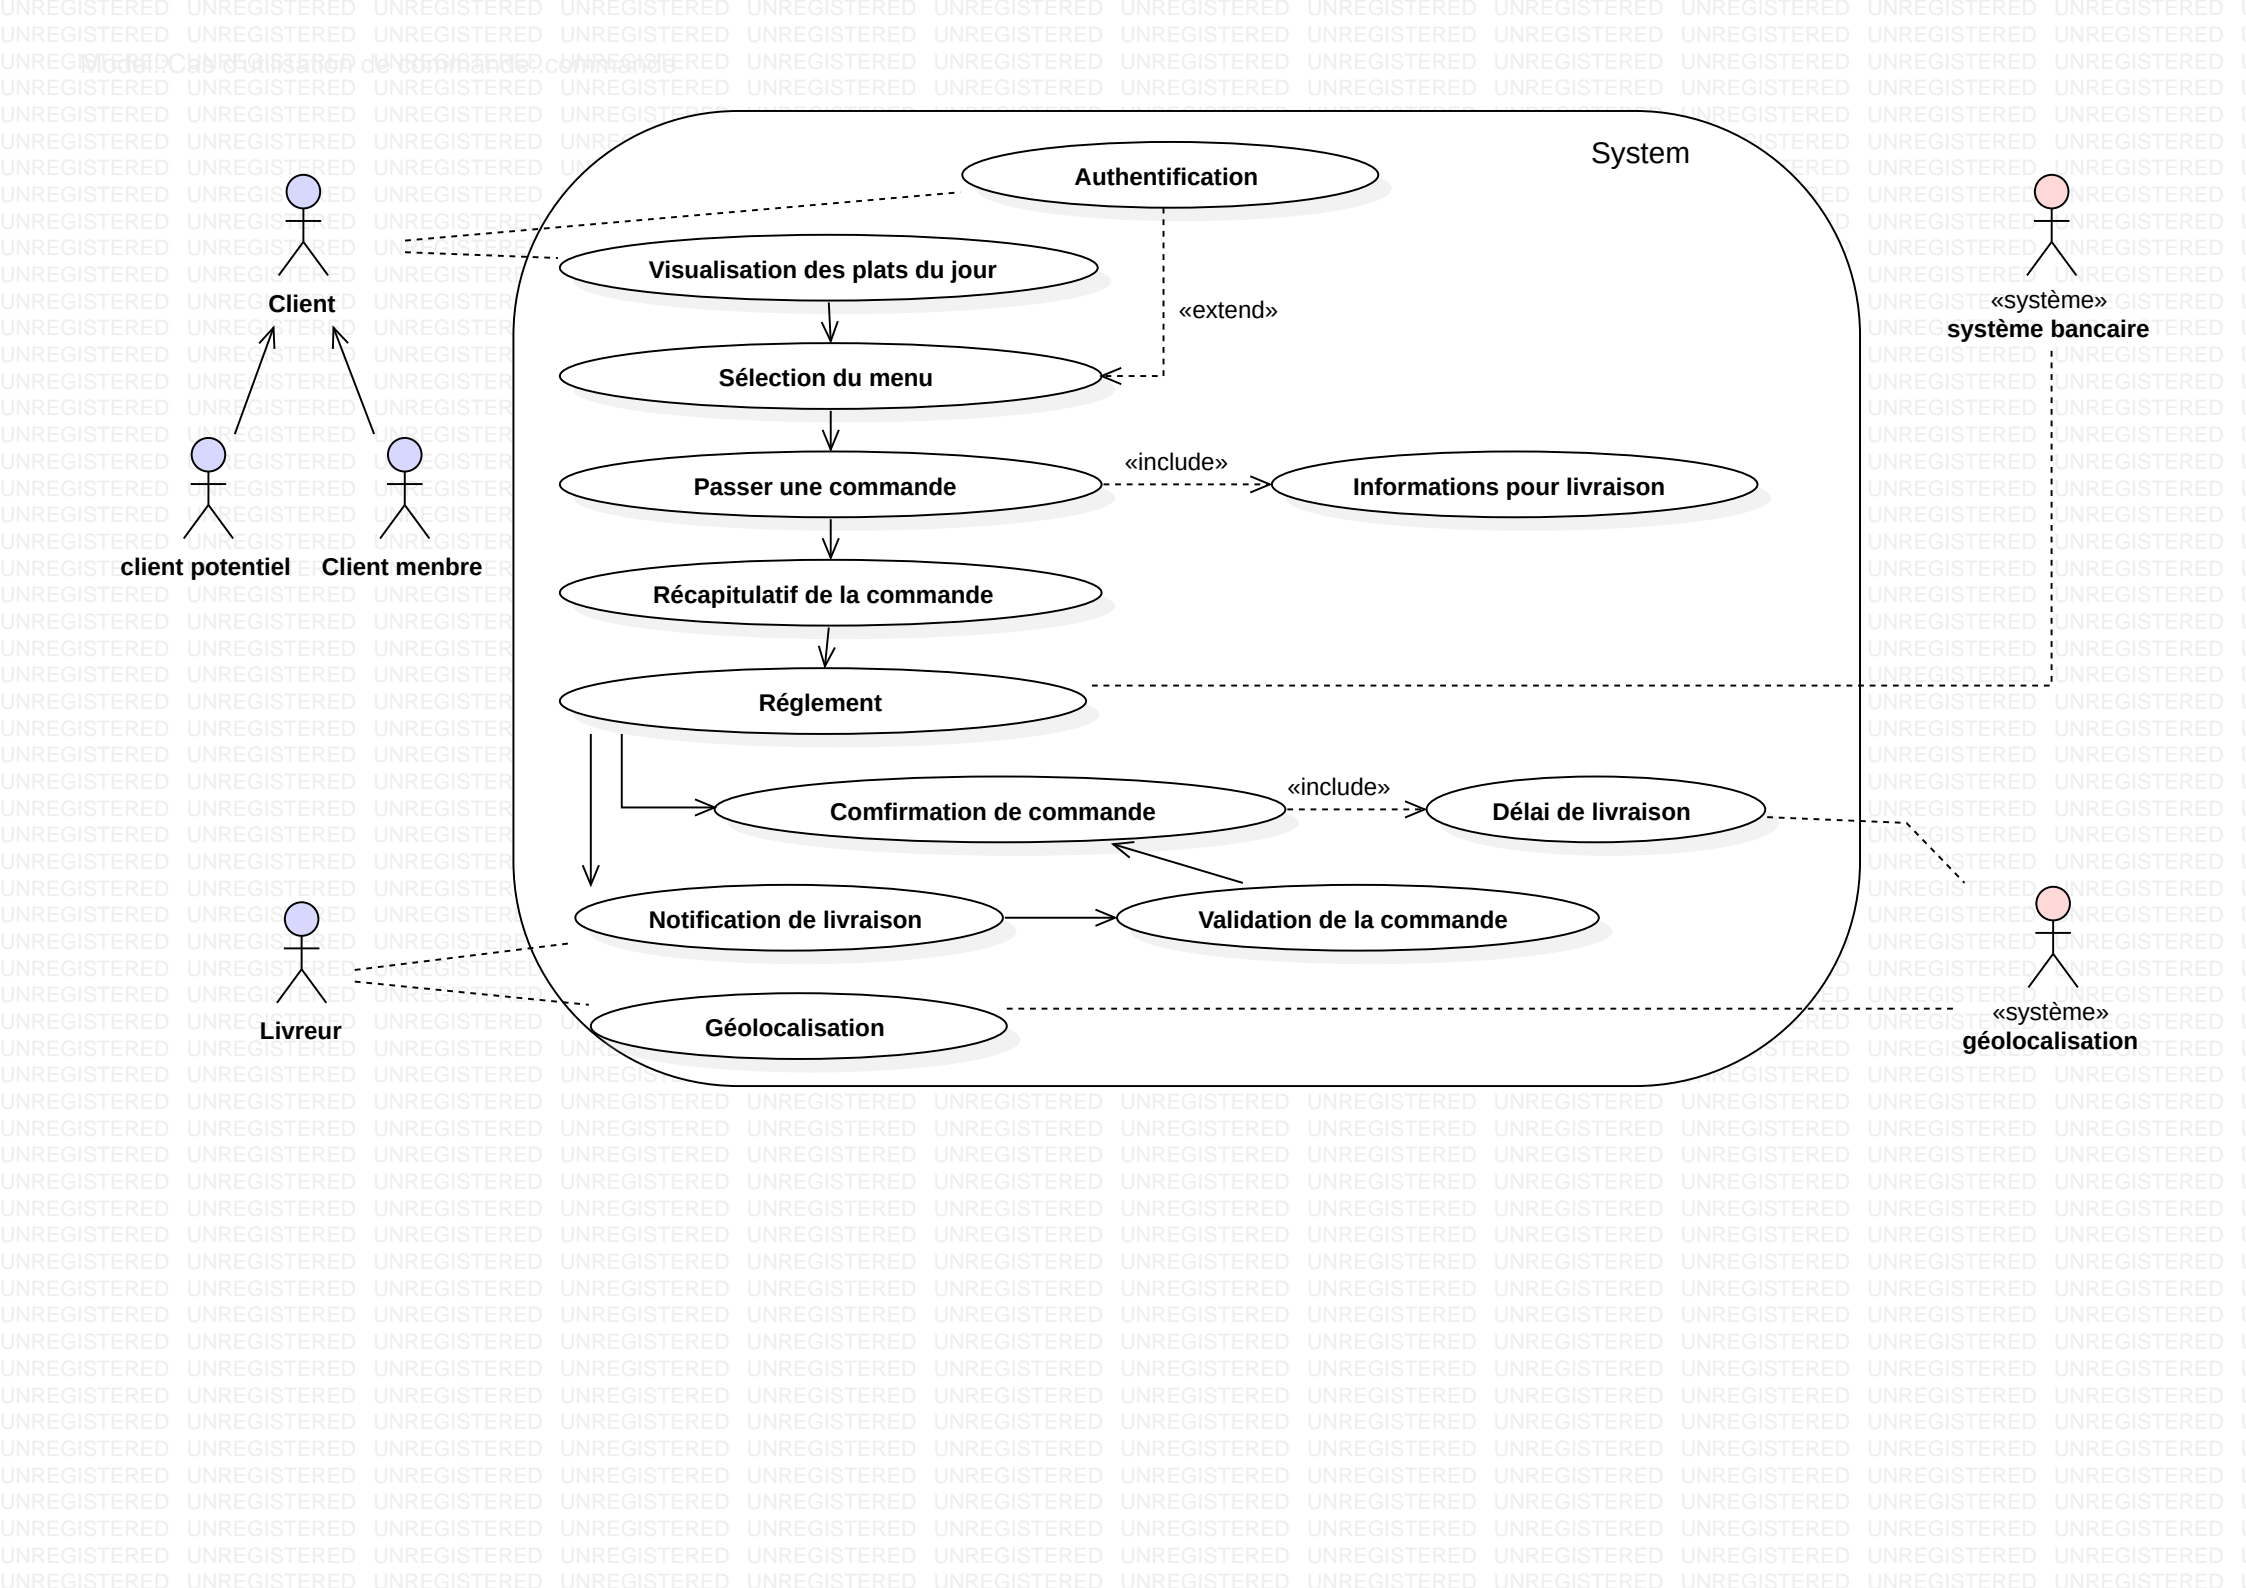 Model::Cas d'utilisation de commande::commande
UNREGISTERED
System
Authentification
Client
Visualisation des plats du jour
«extend»
«système»
système bancaire
Sélection du menu
Passer une commande
«include»
Informations pour livraison
client potentiel
Client menbre
Récapitulatif de la commande
Réglement
Comfirmation de commande
«include»
Délai de livraison
Notification de livraison
Validation de la commande
Livreur
Géolocalisation
«système»
géolocalisation